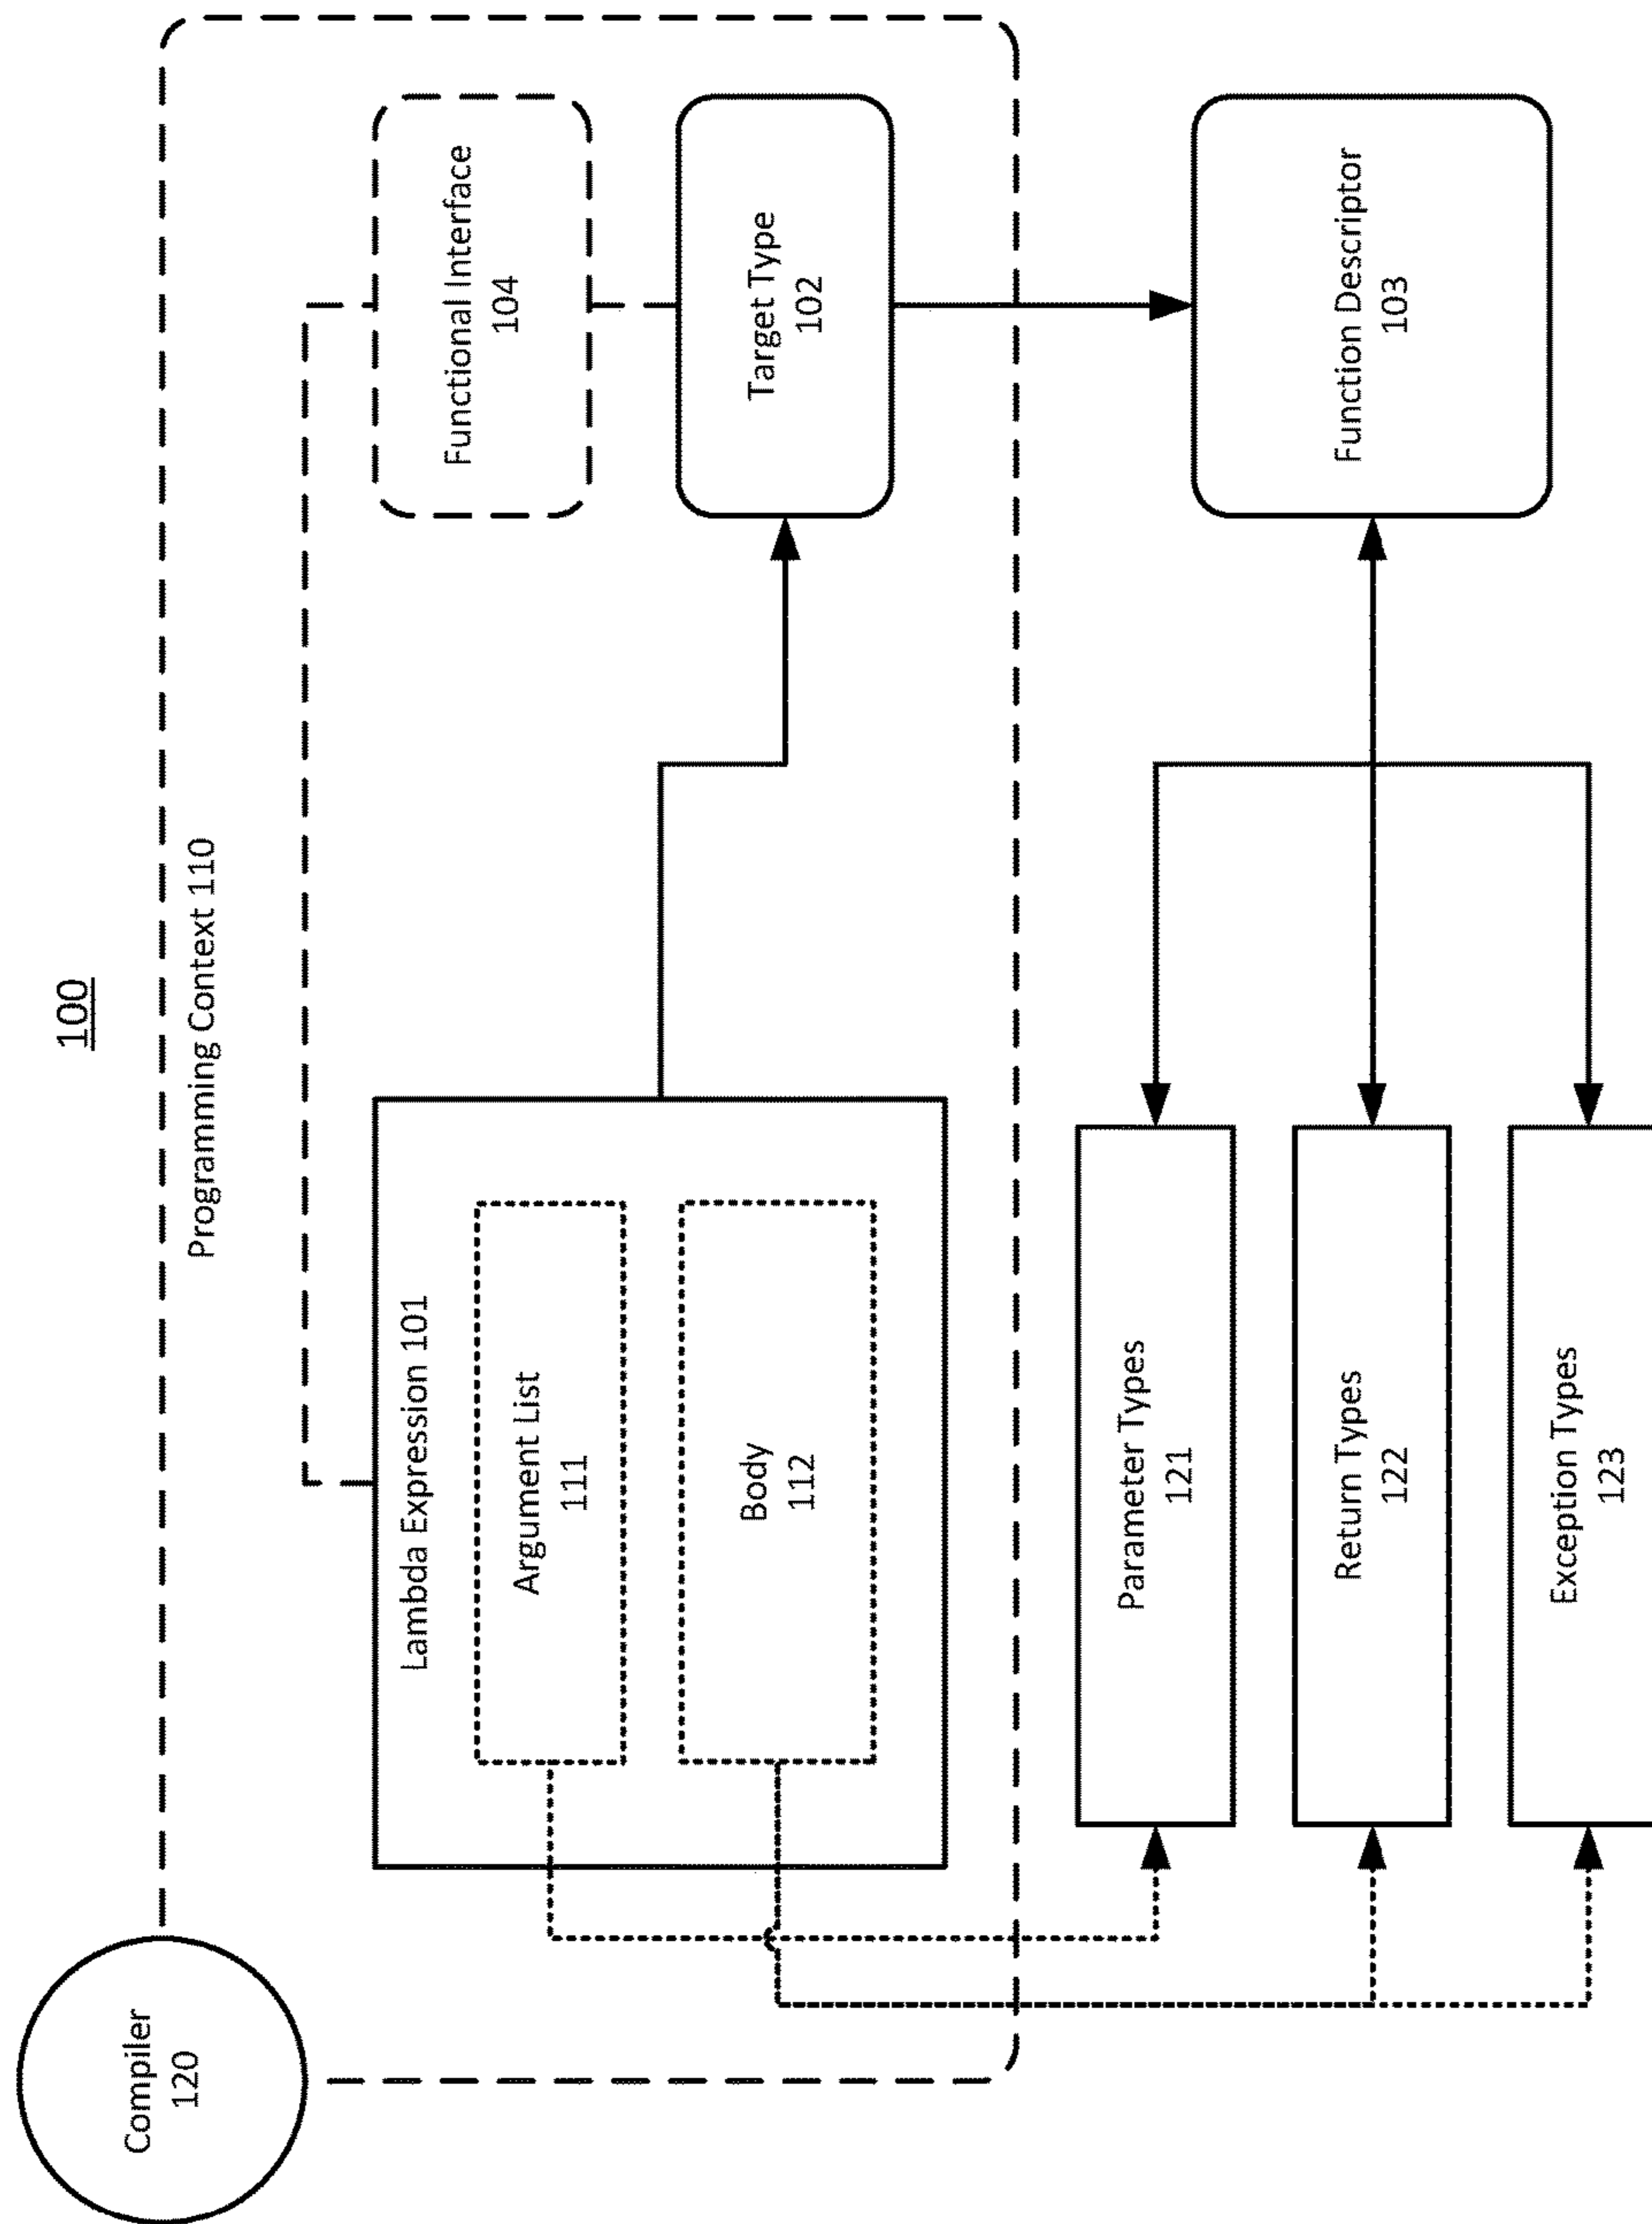 100
Compiler
120
Programming Context 110
Lambda Expression 101
Argument List
111
Body
112
Functional Interface
104
Target Type
102
Parameter Types
121
Return Types
122
Exception Types
123
Function Descriptor
103